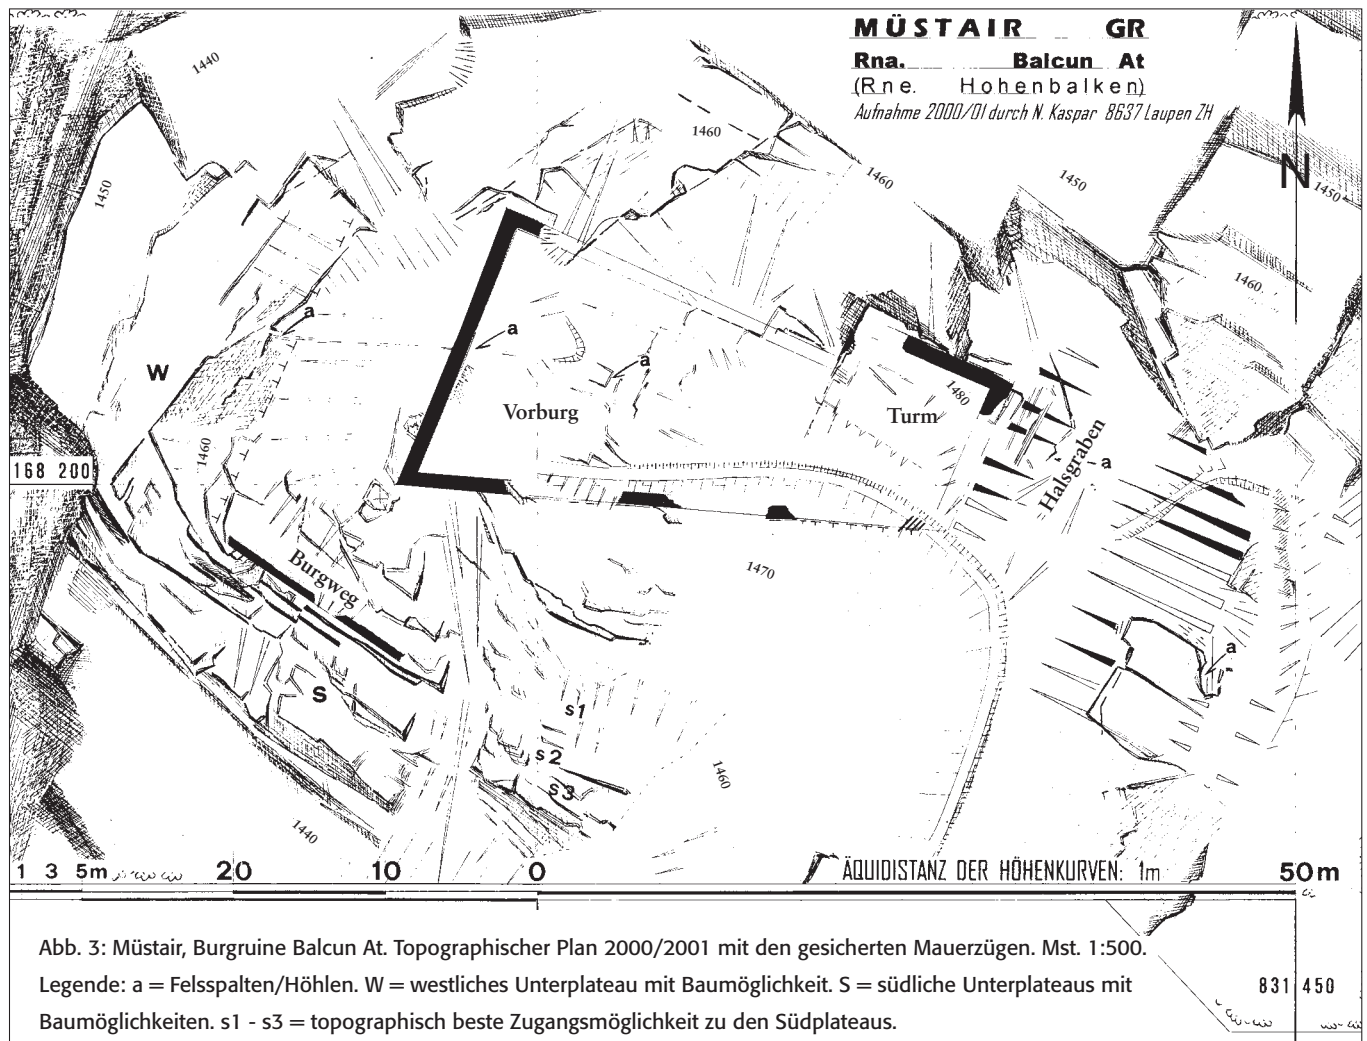 MÜSTAIR GR
Rna. Balcun At
(Rne. Hohenbalken)
Aufnahme 2000/01 durch N. Kaspar 8637 Laupen ZH
N
1440
1450
1460
1460
1450
1450
1460
a
a
a
W
Vorburg
Turm
1480
Halsgraben
a
1460
168 200
Burgweg
1470
a
S
s1
s2
s3
1460
1440
1 3 5m 20 10 0 ÄQUIDISTANZ DER HÖHENKURVEN: 1m 50m
Abb. 3: Müstair, Burgruine Balcun At. Topographischer Plan 2000/2001 mit den gesicherten Mauerzügen. Mst. 1:500.
Legende: a = Felsspalten/Höhlen. W = westliches Unterplateau mit Baumöglichkeit. S = südliche Unterplateaus mit
Baumöglichkeiten. s1 - s3 = topographisch beste Zugangsmöglichkeit zu den Südplateaus.
831 450